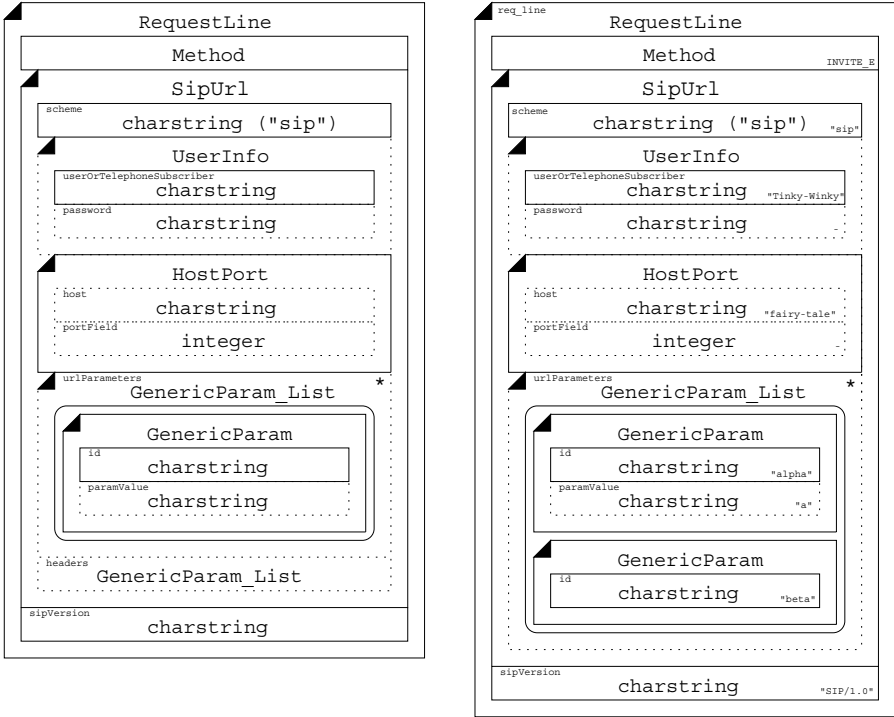 RequestLine
Method
SipUrl
scheme
charstring ("sip")
UserInfo
userOrTelephoneSubscriber
charstring
password
charstring
HostPort
host
charstring
portField
integer
urlParameters
*
GenericParam_List
GenericParam
id
charstring
paramValue
charstring
headers
GenericParam_List
sipVersion
charstring
req_line
RequestLine
Method
INVITE_E
SipUrl
scheme
charstring ("sip") "sip"
UserInfo
userOrTelephoneSubscriber
charstring "Tinky-Winky"
password
charstring -
HostPort
host
charstring "fairy-tale"
portField
integer -
urlParameters
*
GenericParam_List
GenericParam
id
charstring "alpha"
paramValue
charstring "a"
GenericParam
id
charstring "beta"
sipVersion
charstring "SIP/1.0"